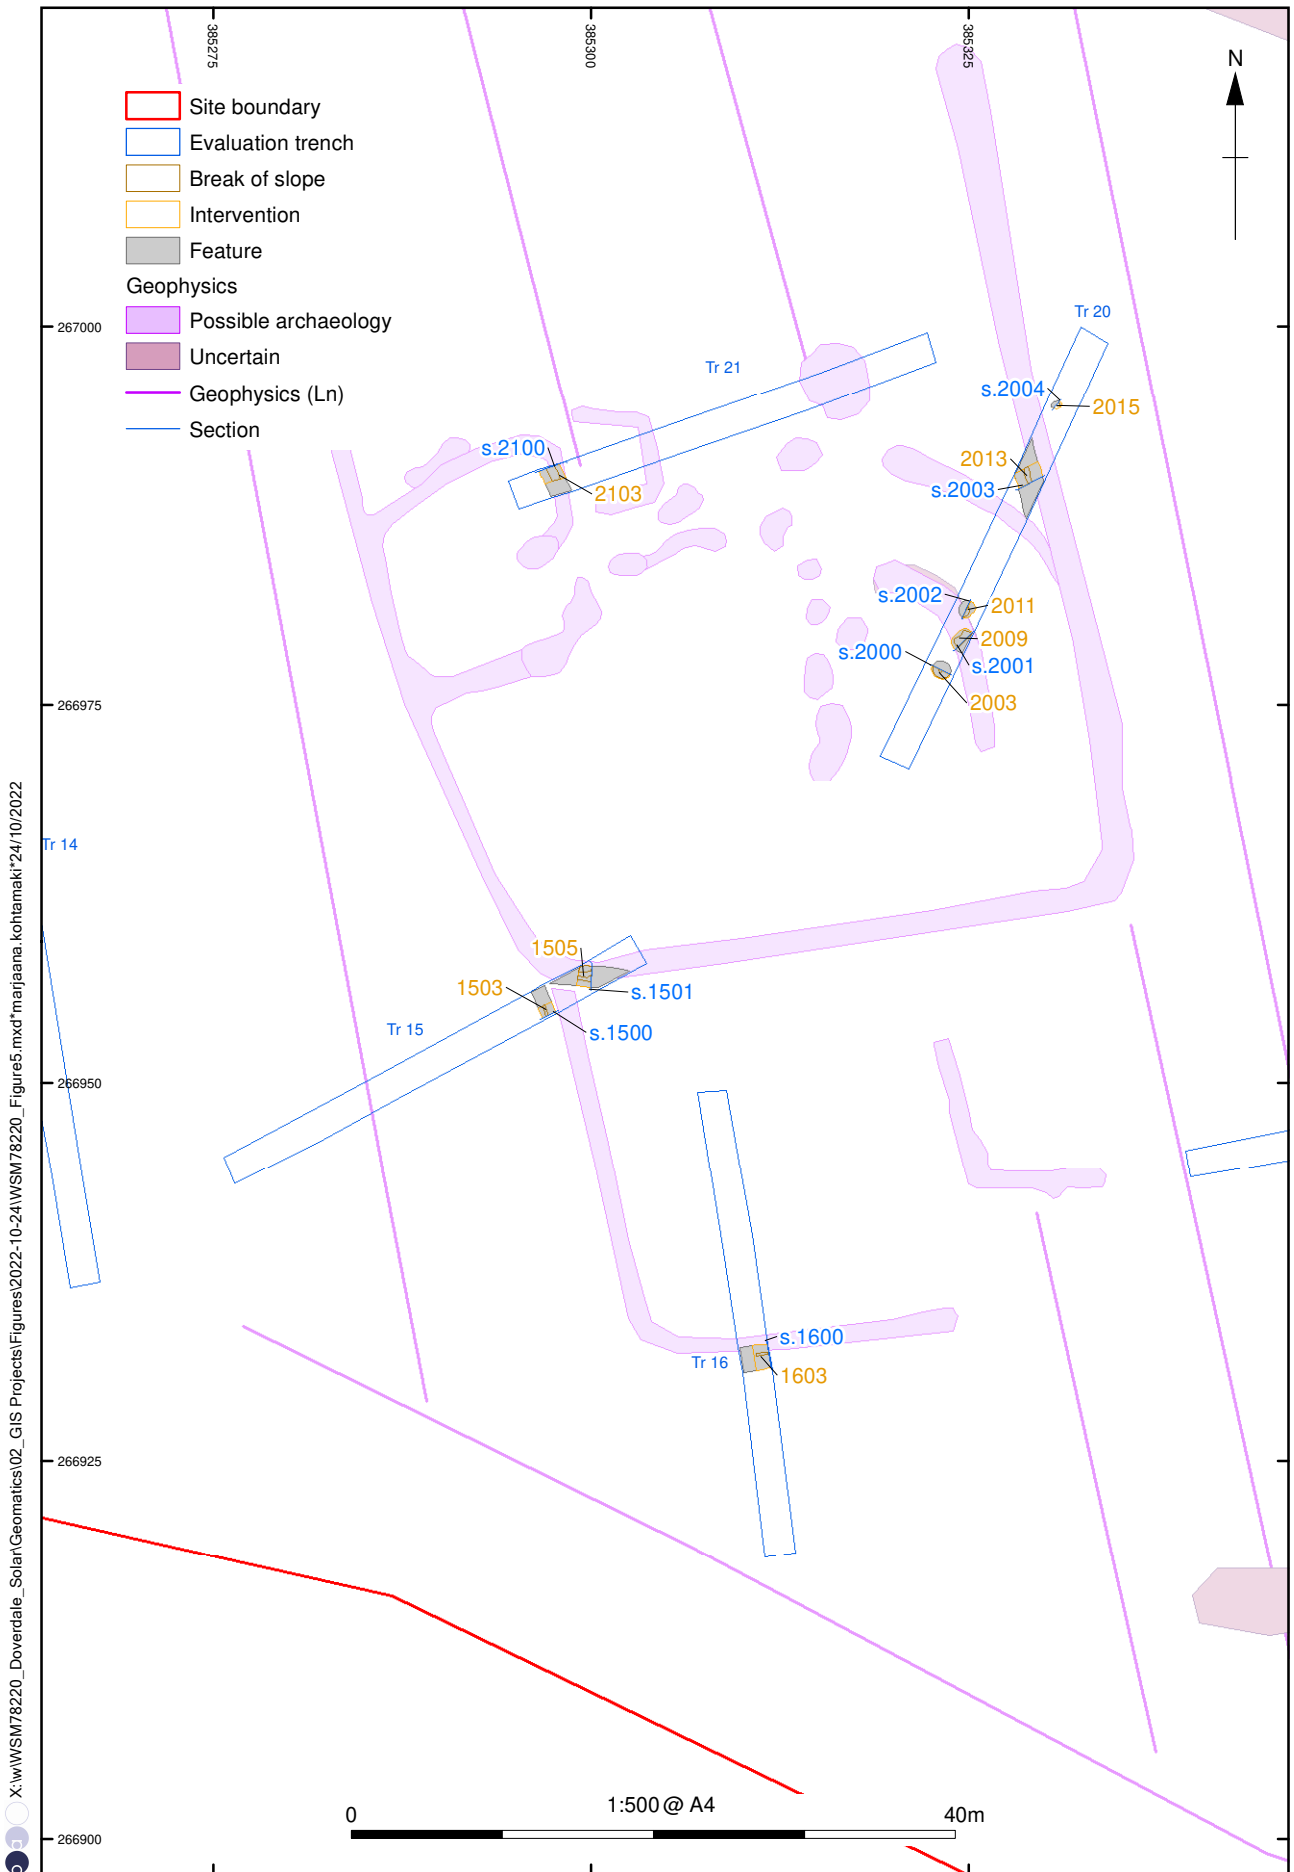 385275
385300
385325
N
Site boundary
Evaluation trench
Break of slope
Intervention
Feature
Geophysics
Possible archaeology
Uncertain
Geophysics (Ln)
Section
267000
Tr 20
Tr 21
s.2004
2015
s.2100
2103
2013
s.2003
s.2002
2011
2009
s.2000
s.2001
2003
266975
Tr 14
1505
1503
s.1501
Tr 15
s.1500
266950
s.1600
Tr 16
1603
266925
1:500 @ A4
0
40m
266900
X:\wWSM78220_Doverdale_Solar\Geomatics\02_GIS Projects\Figures\2022-10-24\WSM78220_Figure5.mxd*marjaana.kohtamaki*24/10/2022